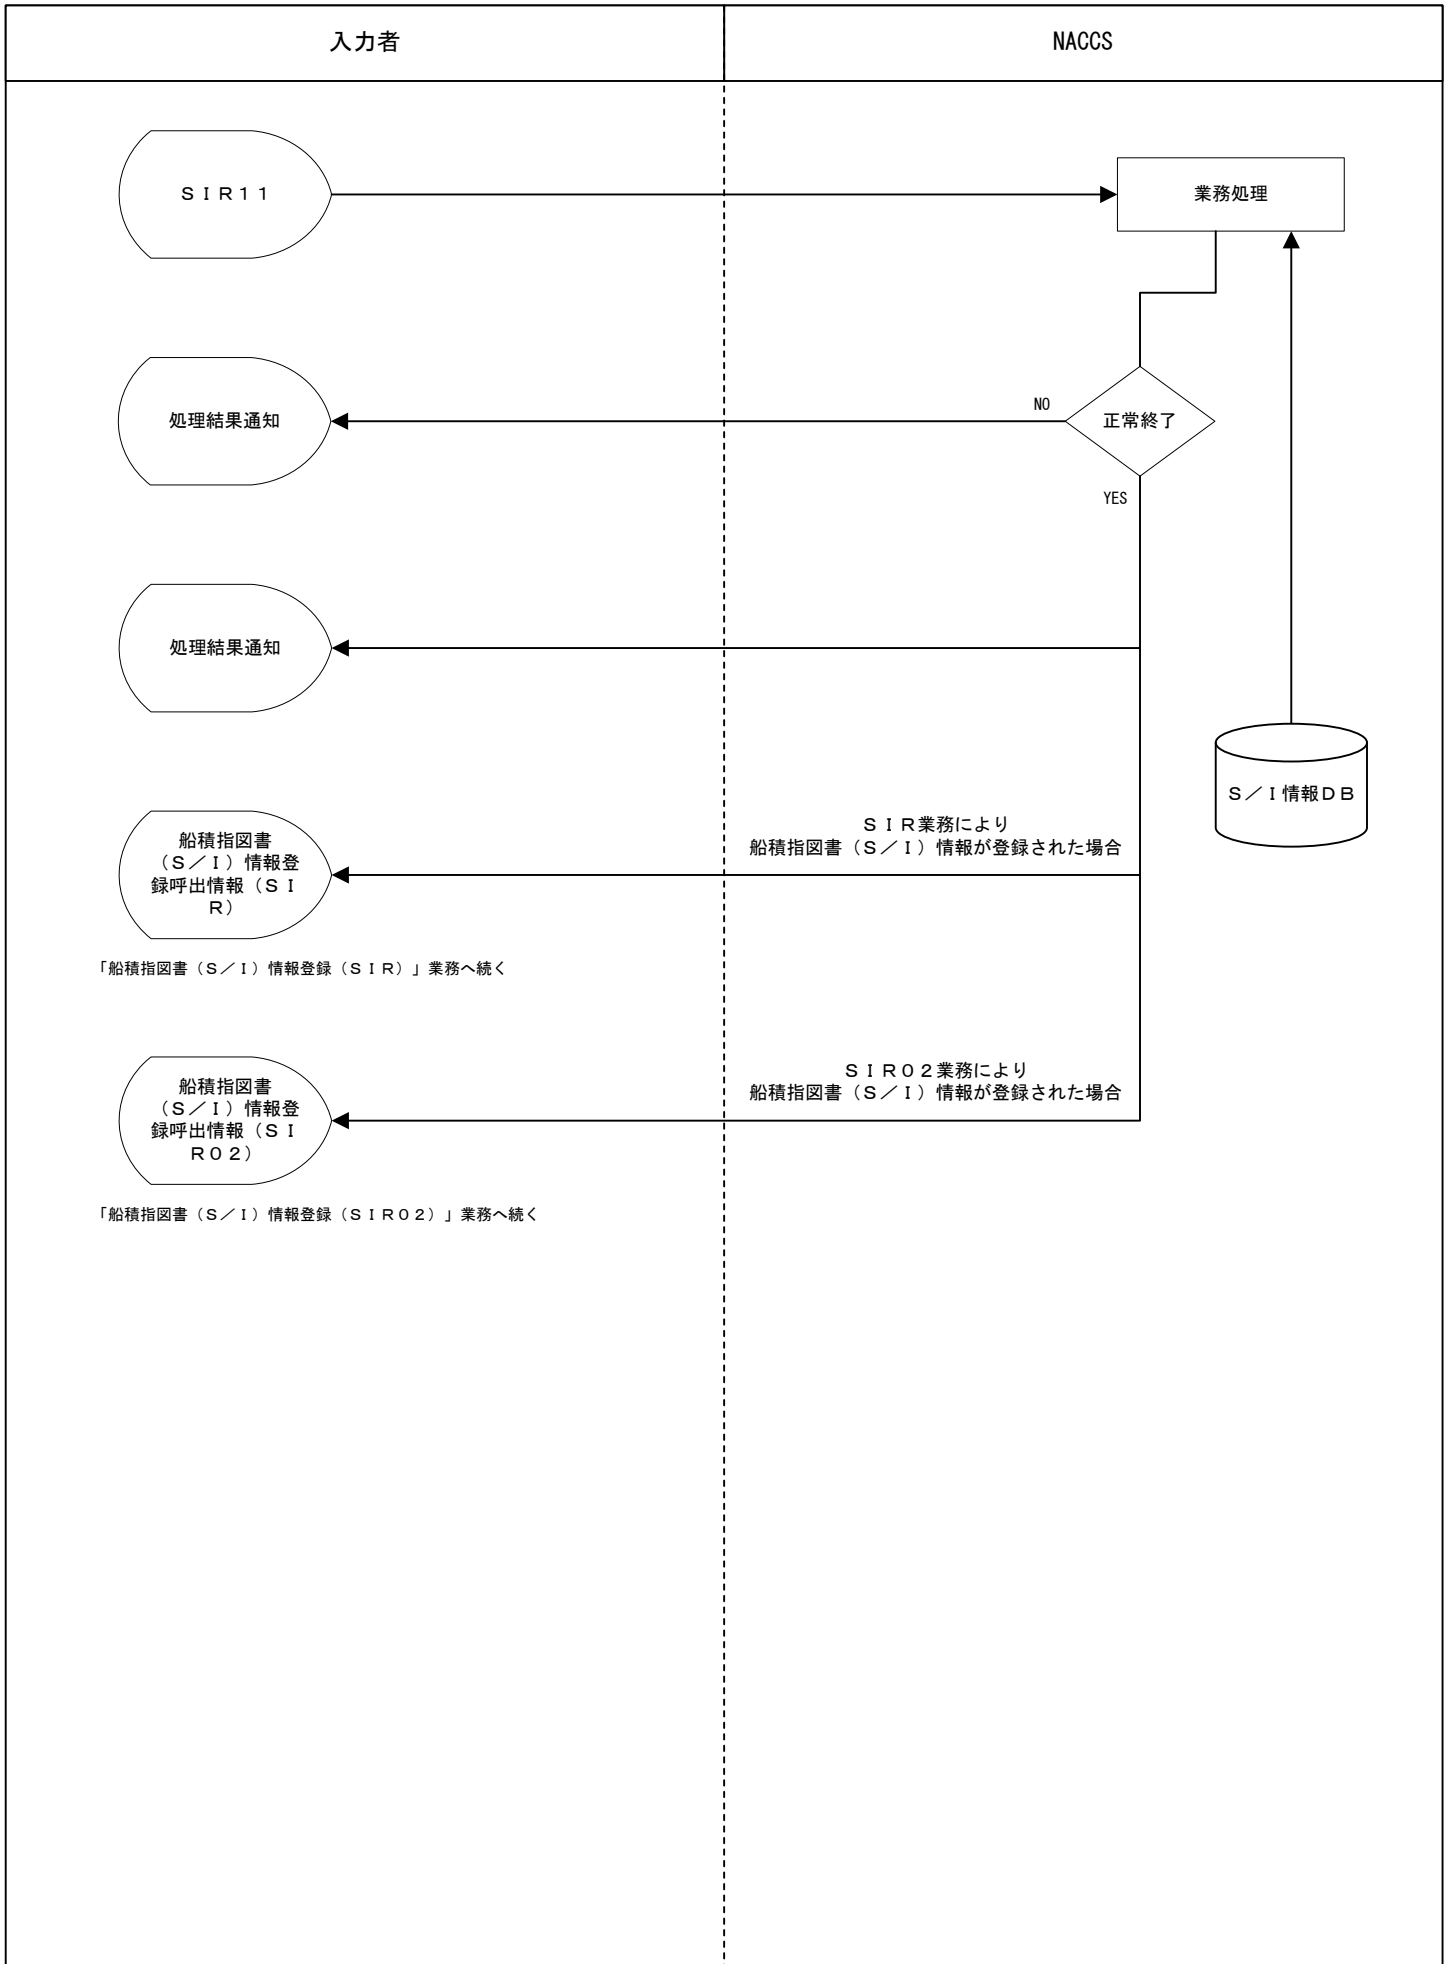 入力者
NACCS
ＳＩＲ１１
業務処理
処理結果通知
NO
正常終了
YES
処理結果通知
Ｓ／Ｉ情報ＤＢ
船積指図書
（Ｓ／Ｉ）情報登
録呼出情報（ＳＩ
Ｒ）
ＳＩＲ業務により
船積指図書（Ｓ／Ｉ）情報が登録された場合
「船積指図書（Ｓ／Ｉ）情報登録（ＳＩＲ）」業務へ続く
船積指図書
（Ｓ／Ｉ）情報登
録呼出情報（ＳＩ
Ｒ０２）
ＳＩＲ０２業務により
船積指図書（Ｓ／Ｉ）情報が登録された場合
「船積指図書（Ｓ／Ｉ）情報登録（ＳＩＲ０２）」業務へ続く